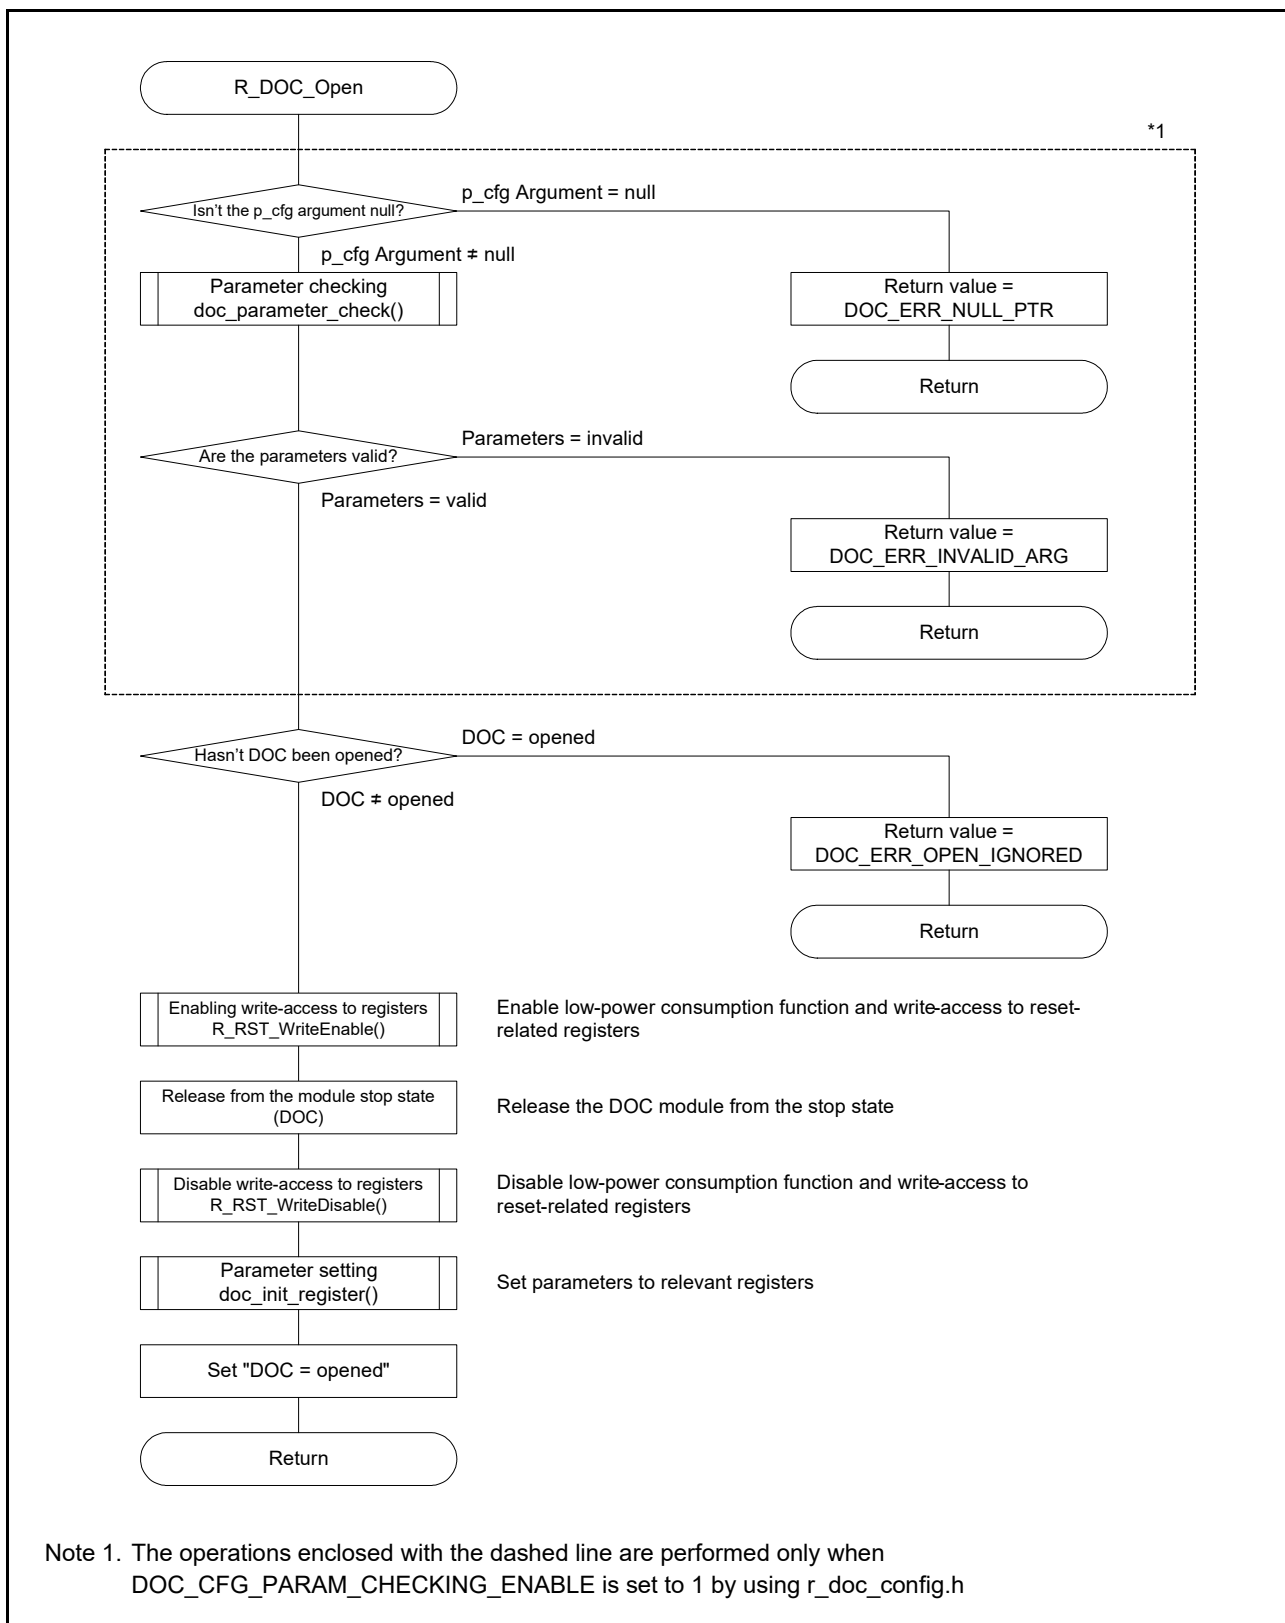 R_DOC_Open
*1
Isn't the p_cfg argument null?
p_cfg Argument = null
p_cfg Argument ≠ null
Parameter checking
doc_parameter_check()
Return value =
DOC_ERR_NULL_PTR
Return
Are the parameters valid?
Parameters = invalid
Parameters = valid
Return value =
DOC_ERR_INVALID_ARG
Return
Hasn't DOC been opened?
DOC = opened
DOC ≠ opened
Return value =
DOC_ERR_OPEN_IGNORED
Return
Enabling write-access to registers
R_RST_WriteEnable()
Enable low-power consumption function and write-access to reset-
related registers
Release from the module stop state
(DOC)
Release the DOC module from the stop state
Disable write-access to registers
R_RST_WriteDisable()
Disable low-power consumption function and write-access to
reset-related registers
Parameter setting
doc_init_register()
Set parameters to relevant registers
Set "DOC = opened"
Return
Note 1. The operations enclosed with the dashed line are performed only when
DOC_CFG_PARAM_CHECKING_ENABLE is set to 1 by using r_doc_config.h